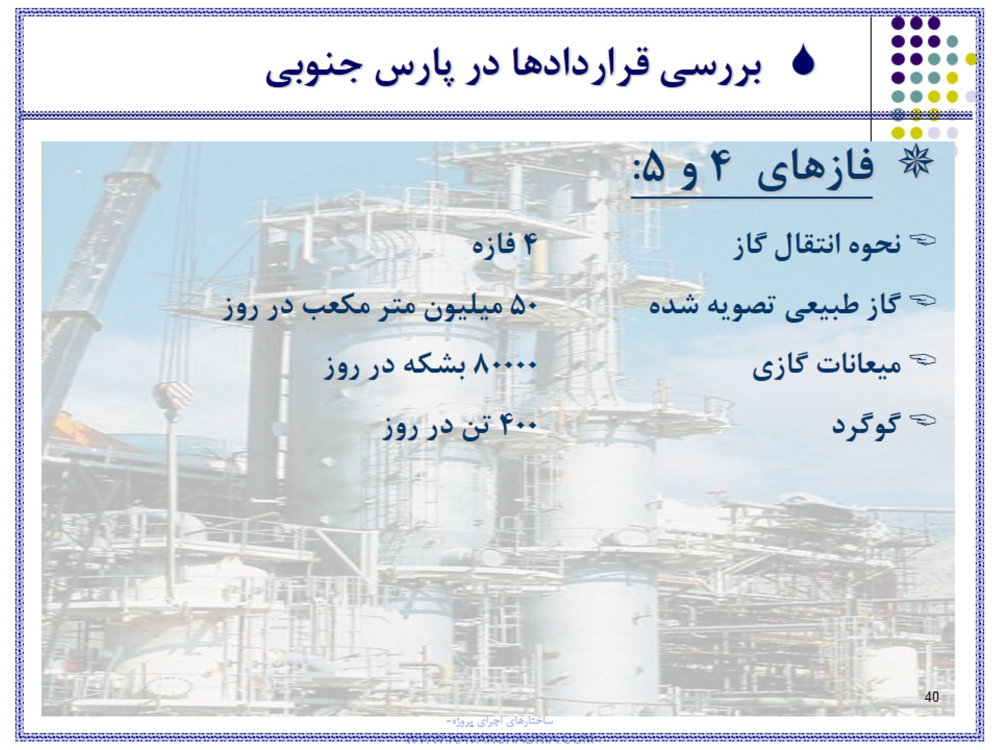 بررسی قراردادها در پارس جنوبی
فازهای ۴ و ۵:
نحوه انتقال گاز ۴ فازه
گاز طبیعی تصویه شده ۵۰ میلیون متر مکعب در روز
میعانات گازی ۸۰۰۰۰ بشکه در روز
گوگرد ۴۰۰ تن در روز
40
ساختارهای اجرای پروژه-